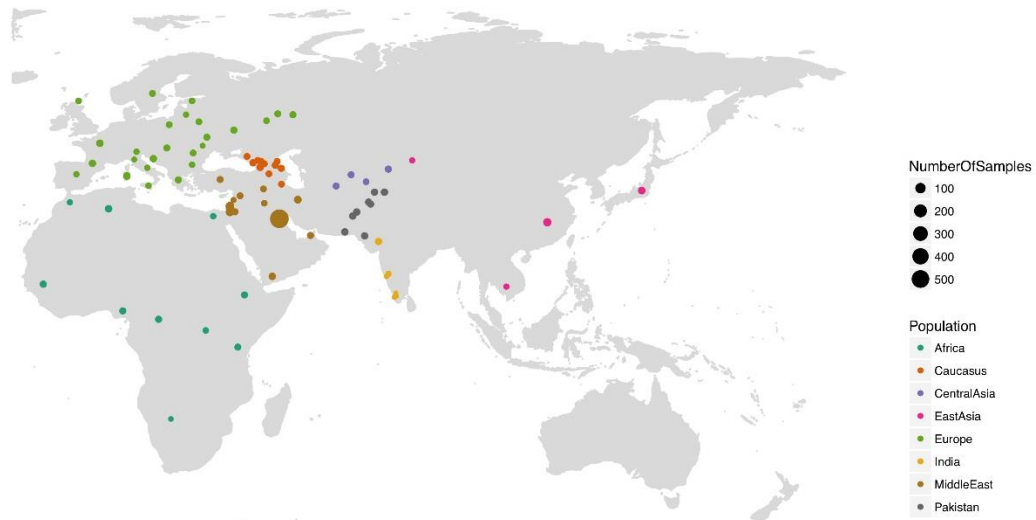 NumberOfSamples
100
200
300
400
500
Population
Africa
Caucasus
CentralAsia
EastAsia
Europe
India
MiddleEast
Pakistan